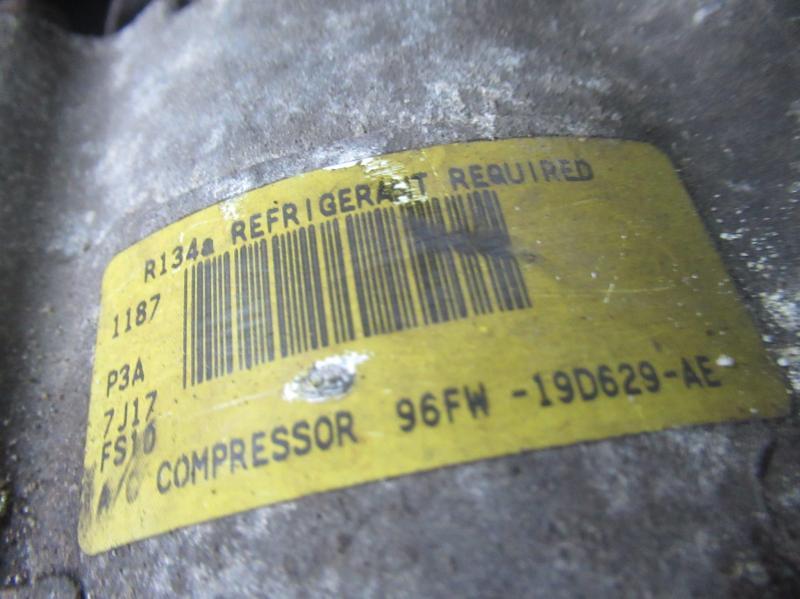 R134a REFRIGERANT REQUIRED
1187
P3A
7J17
FS10
A/C COMPRESSOR 96FW -19D629-AE